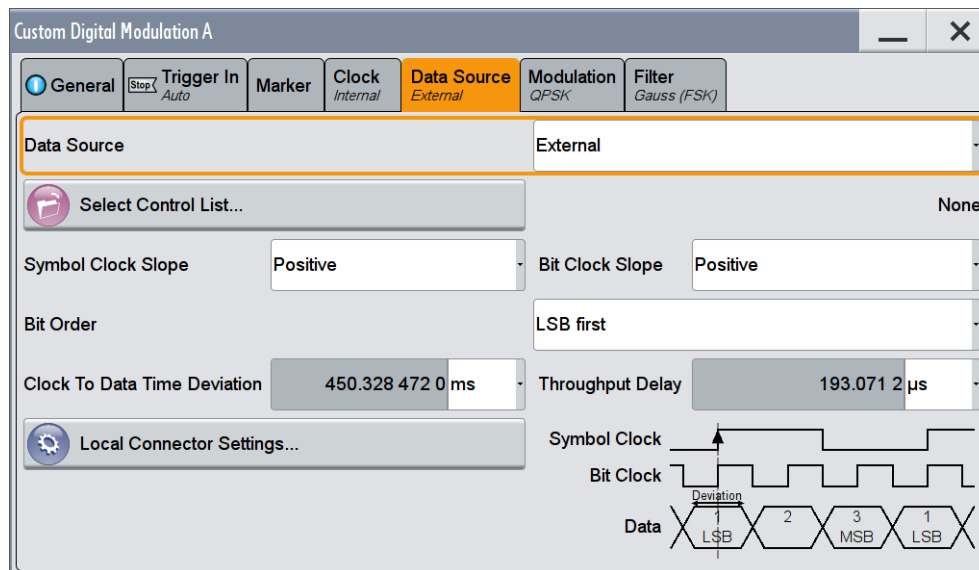 Custom Digital Modulation A
General
Stop Trigger In
Auto
Marker
Clock
Internal
Data Source
External
Modulation
QPSK
Filter
Gauss (FSK)
Data Source External
Select Control List... None
Symbol Clock Slope Positive Bit Clock Slope Positive
Bit Order LSB first
Clock To Data Time Deviation 450.328 472 0 ms Throughput Delay 193.071 2 µs
Local Connector Settings...
Symbol Clock
Bit Clock
Deviation
Data
1 2 3 1
LSB MSB LSB